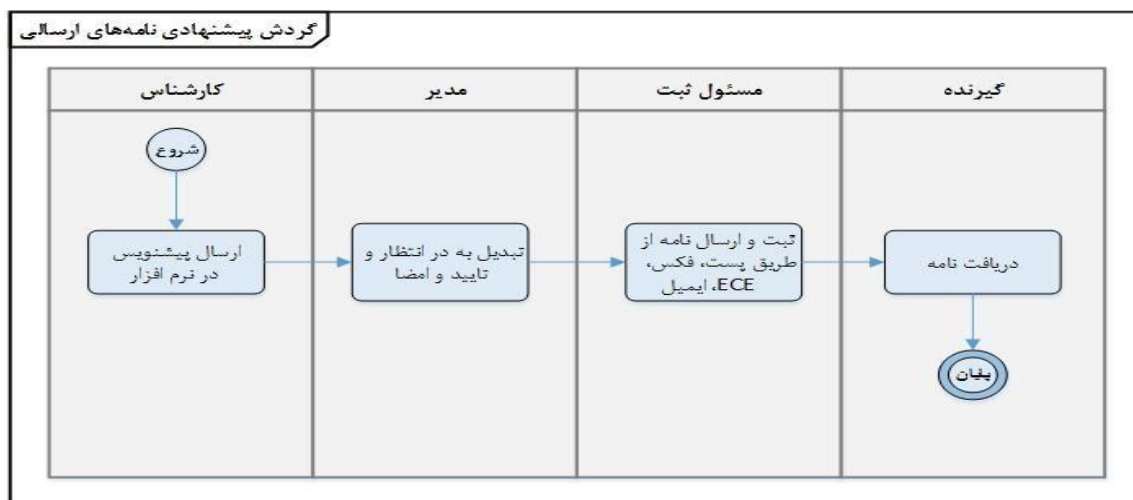 گردش پیشنهادی نامه‌های ارسالی
کارشناس
مدیر
مسئول ثبت
گیرنده
شروع
ارسال پیشنویس
در نرم افزار
تبدیل به در انتظار و
تایید و امضا
ثبت و ارسال نامه از
طریق پست، فکس،
ECE، ایمیل
دریافت نامه
پایان